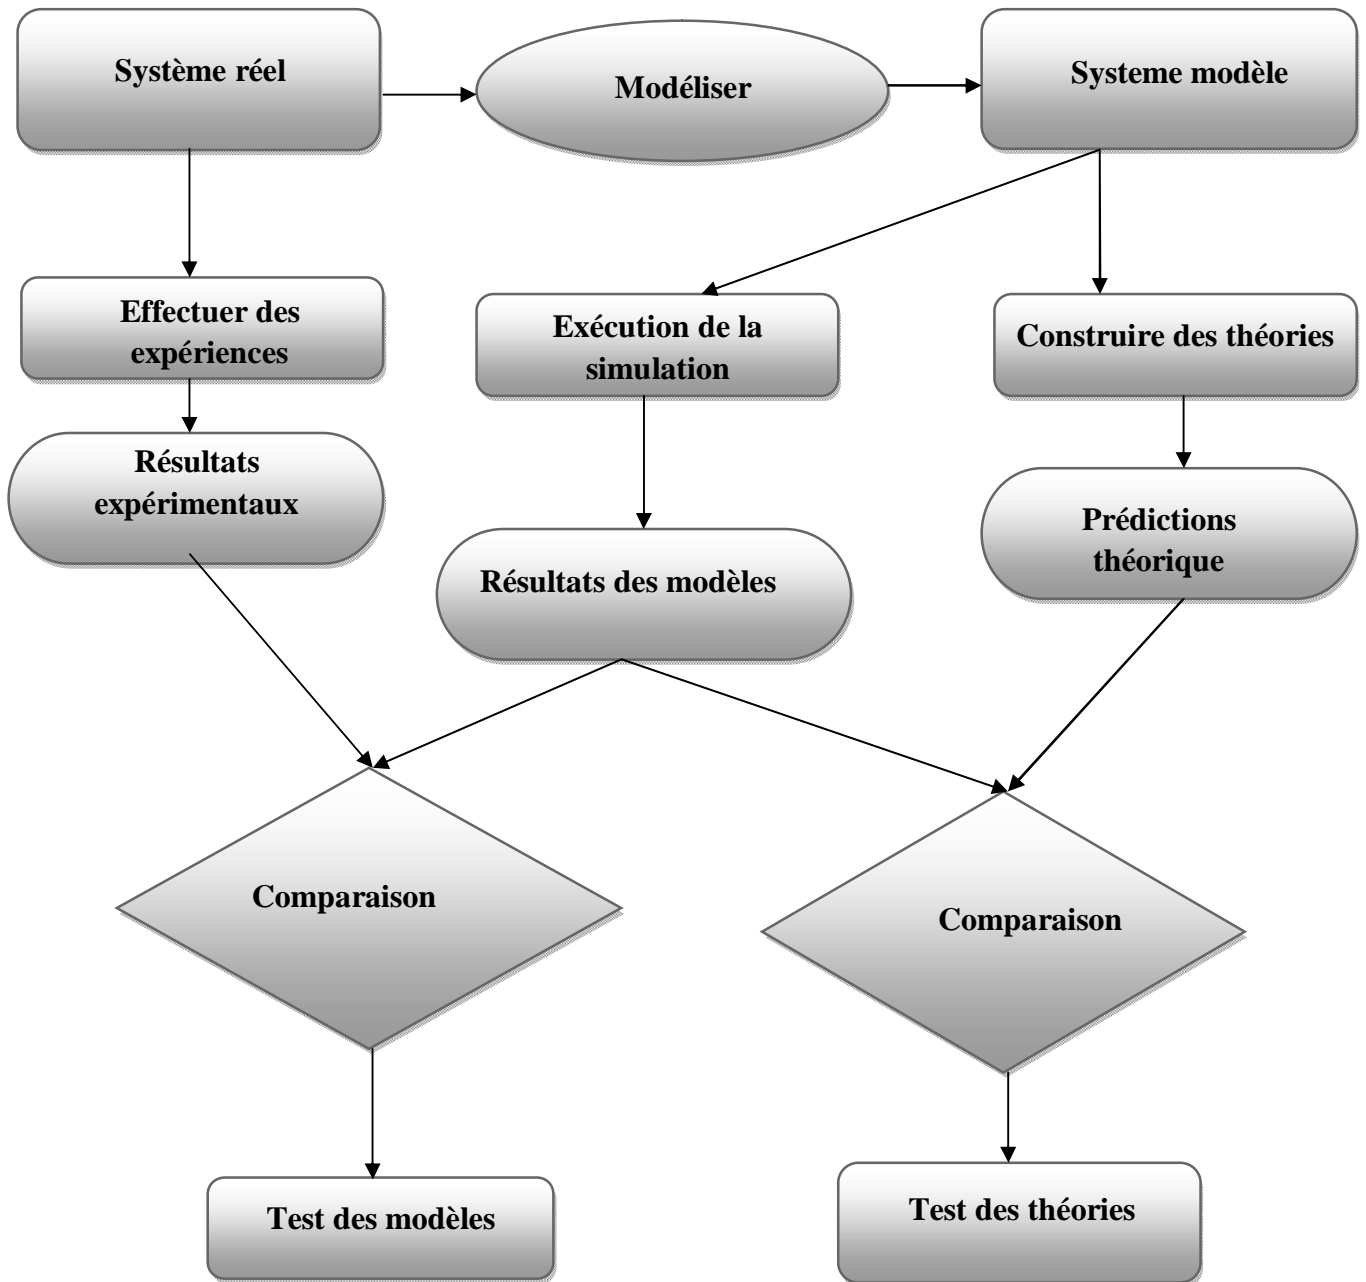 Système réel
Modéliser
Systeme modèle
Effectuer des
expériences
Exécution de la
simulation
Construire des théories
Résultats
expérimentaux
Résultats des modèles
Prédictions
théorique
Comparaison
Comparaison
Test des modèles
Test des théories